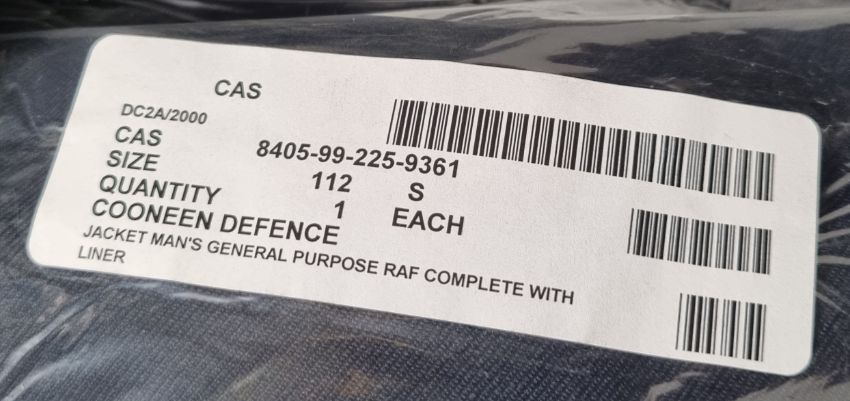 CAS
DC2A/2000
CAS 8405-99-225-9361
SIZE 112 S
QUANTITY 1 EACH
COONEEN DEFENCE
JACKET MAN'S GENERAL PURPOSE RAF COMPLETE WITH
LINER